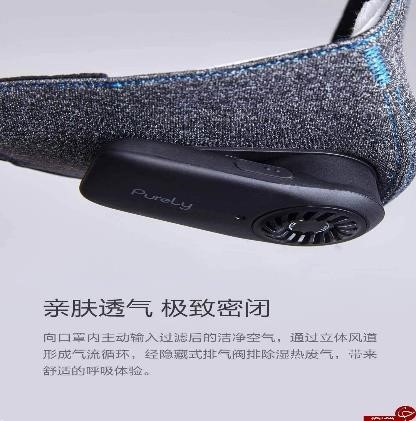 Purely
亲肤透气 极致密闭
向口罩内主动输入过滤后的洁净空气，通过立体风道
形成气流循环，经隐藏式排气阀排除湿热废气，带来
舒适的呼吸体验。